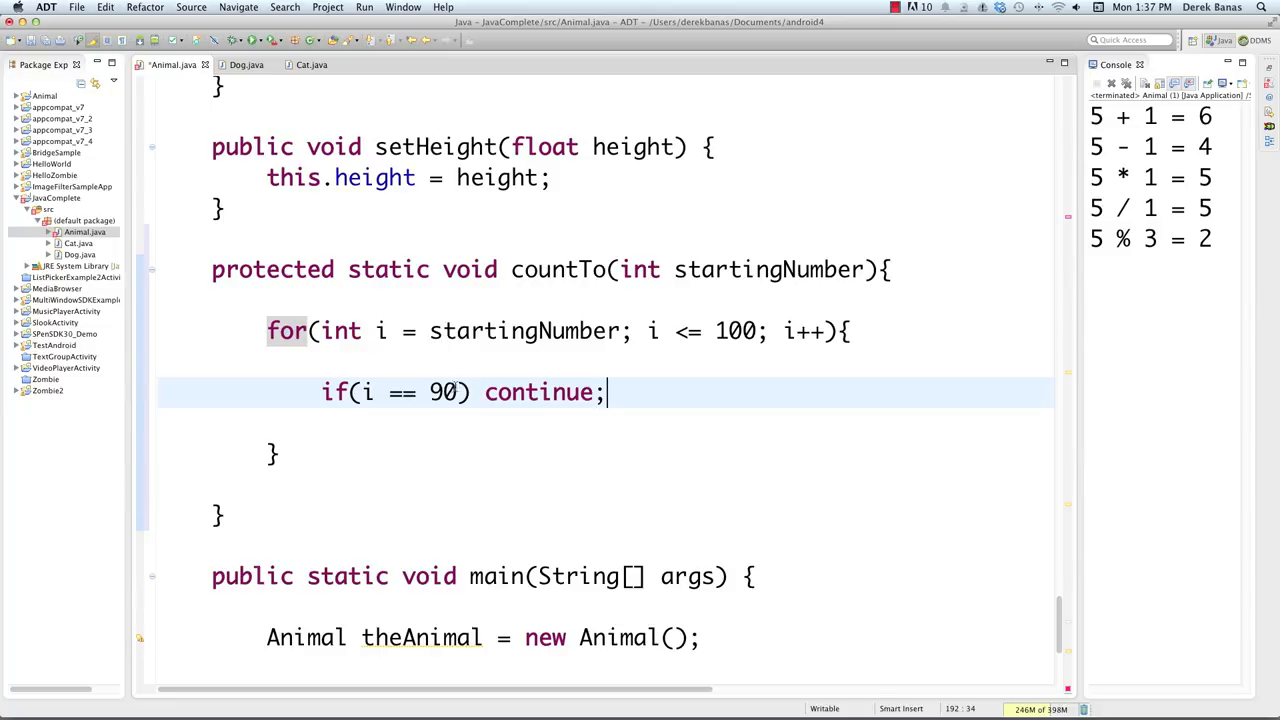 ADT File Edit Refactor Source Navigate Search Project Run Window Help
10 Mon 1:37 PM Derek Banas
Java - JavaComplete/src/Animal.java - ADT - /Users/derekbanas/Documents/android4
Quick Access
Java
DDMS
Package Exp
*Animal.java
Dog.java
Cat.java
Console
Animal
appcompat_v7
appcompat_v7_2
appcompat_v7_3
appcompat_v7_4
BridgeSample
HelloWorld
HelloZombie
ImageFilterSampleApp
JavaComplete
src
(default package)
Animal.java
Cat.java
Dog.java
JRE System Library [Ja
ListPickerExample2Activi
MediaBrowser
MultiWindowSDKExample
MusicPlayerActivity
SlookActivity
SPenSDK30_Demo
TestAndroid
TextGroupActivity
VideoPlayerActivity
Zombie
Zombie2
}
public void setHeight(float height) {
this.height = height;
}
protected static void countTo(int startingNumber){
for(int i = startingNumber; i <= 100; i++){
if(i == 90) continue;
}
}
public static void main(String[] args) {
Animal theAnimal = new Animal();
<terminated> Animal (1) [Java Application] /S
5 + 1 = 6
5 - 1 = 4
5 * 1 = 5
5 / 1 = 5
5 % 3 = 2
Writable
Smart Insert
192 : 34
246M of 398M